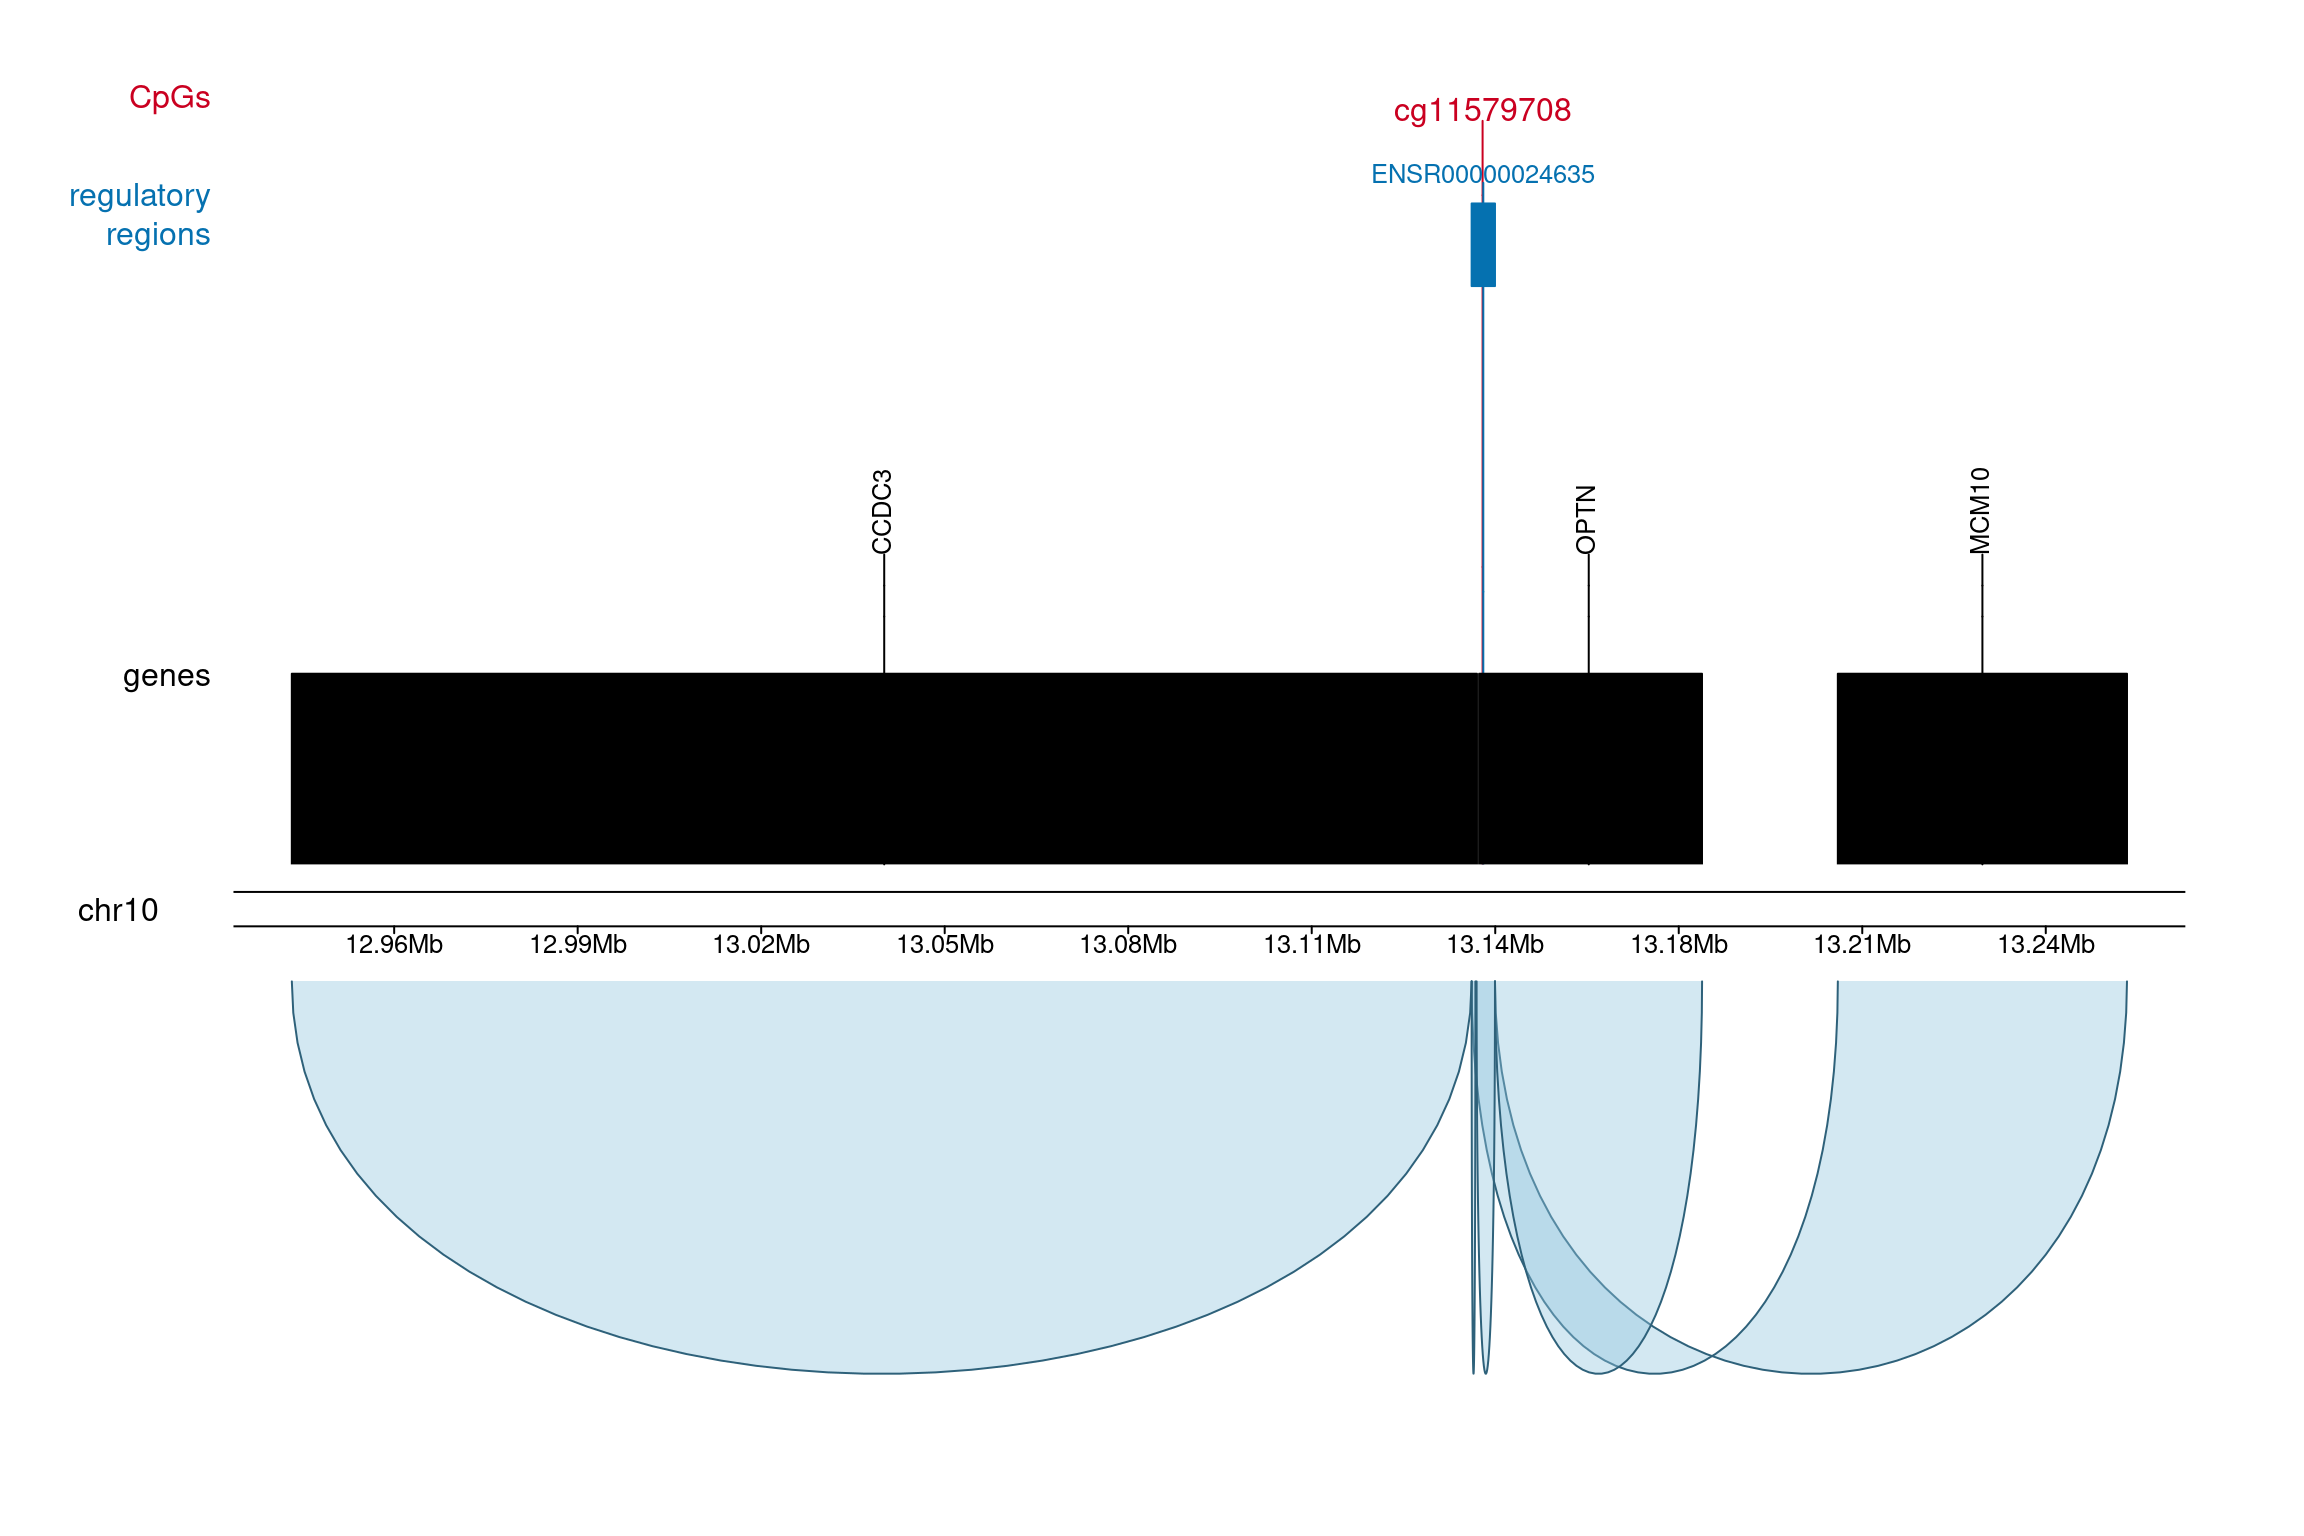 CpGs
cg11579708
ENSR00000024635
regulatory
regions
CCDC3
OPTN
MCM10
genes
chr10
12.96Mb 12.99Mb 13.02Mb 13.05Mb 13.08Mb 13.11Mb 13.14Mb 13.18Mb 13.21Mb 13.24Mb